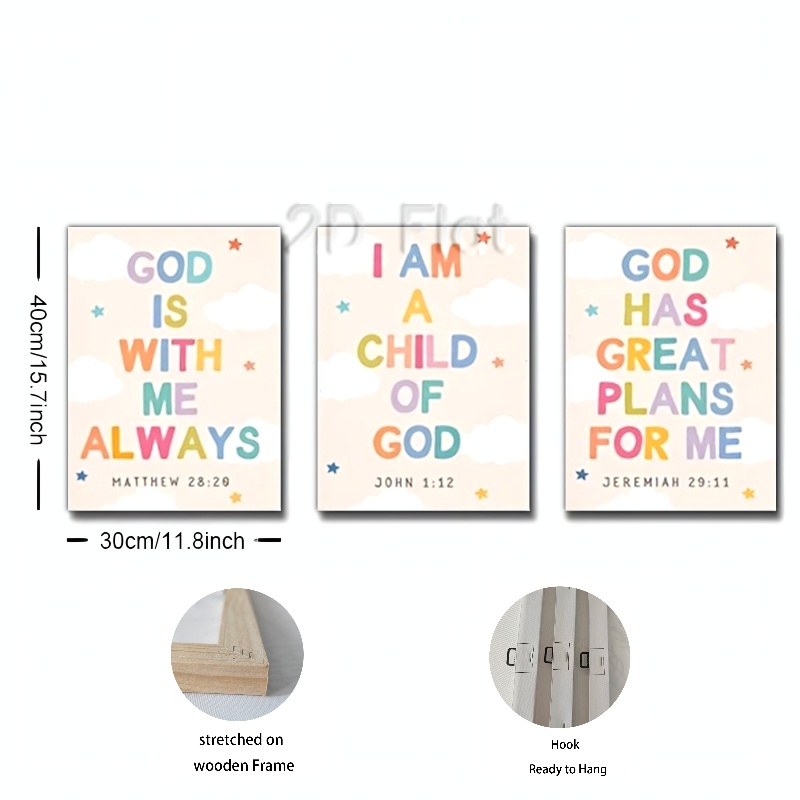 2D Flat
GOD
IS
WITH
ME
ALWAYS
MATTHEW 28:20
I AM
A
CHILD
OF
GOD
JOHN 1:12
GOD
HAS
GREAT
PLANS
FOR ME
JEREMIAH 29:11
40cm/15.7inch
30cm/11.8inch
stretched on
wooden Frame
Hook
Ready to Hang